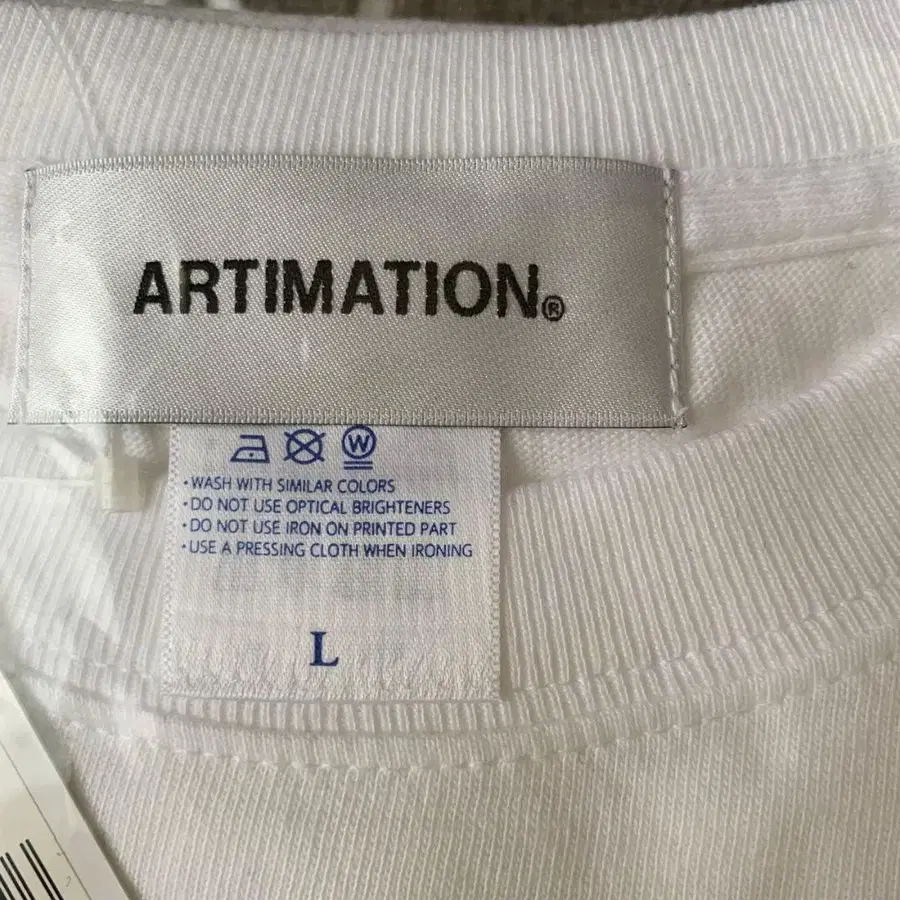 ARTIMATION®
W
•WASH WITH SIMILAR COLORS
•DO NOT USE OPTICAL BRIGHTENERS
•DO NOT USE IRON ON PRINTED PART
•USE A PRESSING CLOTH WHEN IRONING
L